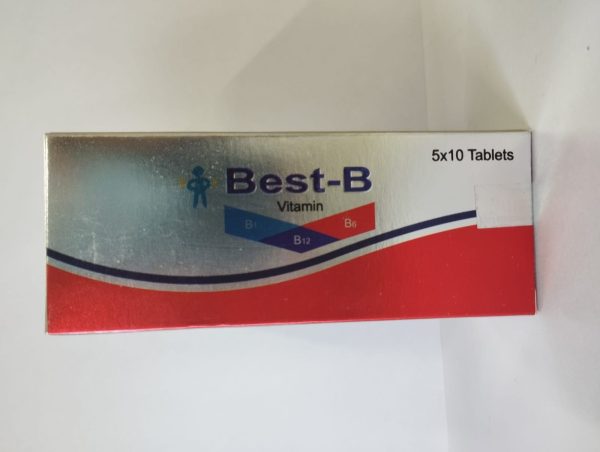 5x10 Tablets
Best-B
Vitamin
B1 B6
B12